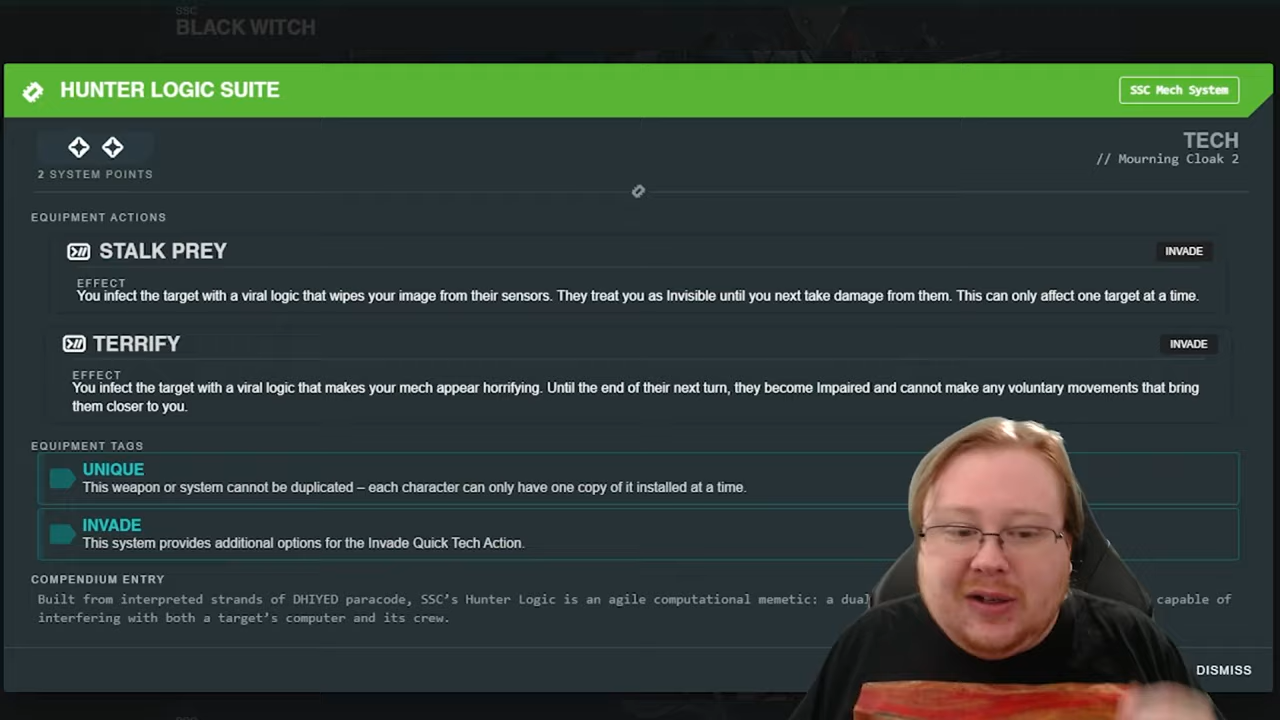 SSC
BLACK WITCH
HUNTER LOGIC SUITE
SSC Mech System
2 SYSTEM POINTS
TECH
// Mourning Cloak 2
EQUIPMENT ACTIONS
STALK PREY
INVADE
EFFECT
You infect the target with a viral logic that wipes your image from their sensors. They treat you as Invisible until you next take damage from them. This can only affect one target at a time.
TERRIFY
INVADE
EFFECT
You infect the target with a viral logic that makes your mech appear horrifying. Until the end of their next turn, they become Impaired and cannot make any voluntary movements that bring
them closer to you.
EQUIPMENT TAGS
UNIQUE
This weapon or system cannot be duplicated – each character can only have one copy of it installed at a time.
INVADE
This system provides additional options for the Invade Quick Tech Action.
COMPENDIUM ENTRY
Built from interpreted strands of DHIYED paracode, SSC’s Hunter Logic is an agile computational memetic: a dual capable of
interfering with both a target’s computer and its crew.
DISMISS